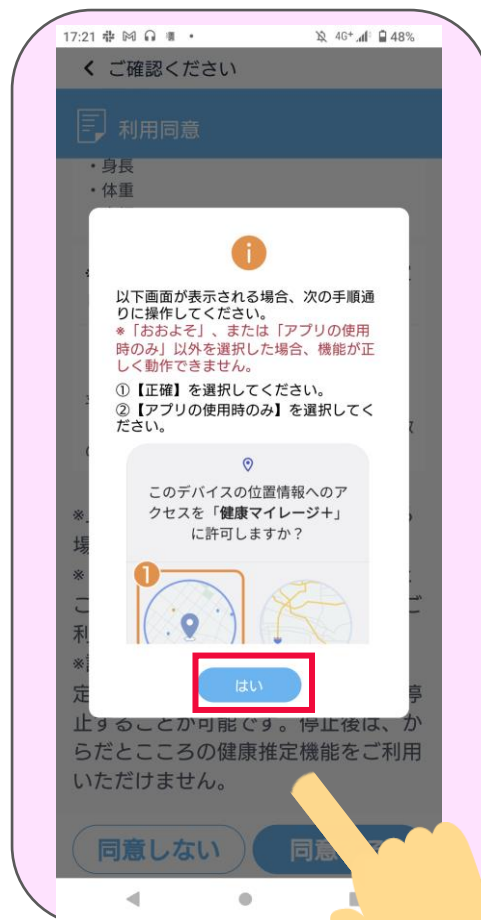 17:21
4G+ 48%
ご確認ください
利用同意
・身長
・体重
以下画面が表示される場合、次の手順通
りに操作してください。
※「おおよそ」、または「アプリの使用
時のみ」以外を選択した場合、機能が正
しく動作できません。
①【正確】を選択してください。
②【アプリの使用時のみ】を選択してく
ださい。
このデバイスの位置情報へのア
クセスを「健康マイレージ+」
に許可しますか?
1
はい
※
場
※
こ
ご
利
※
定
停
止することが可能です。停止後は、か
らだとこころの健康推定機能をご利用
いただけません。
同意しない
同意